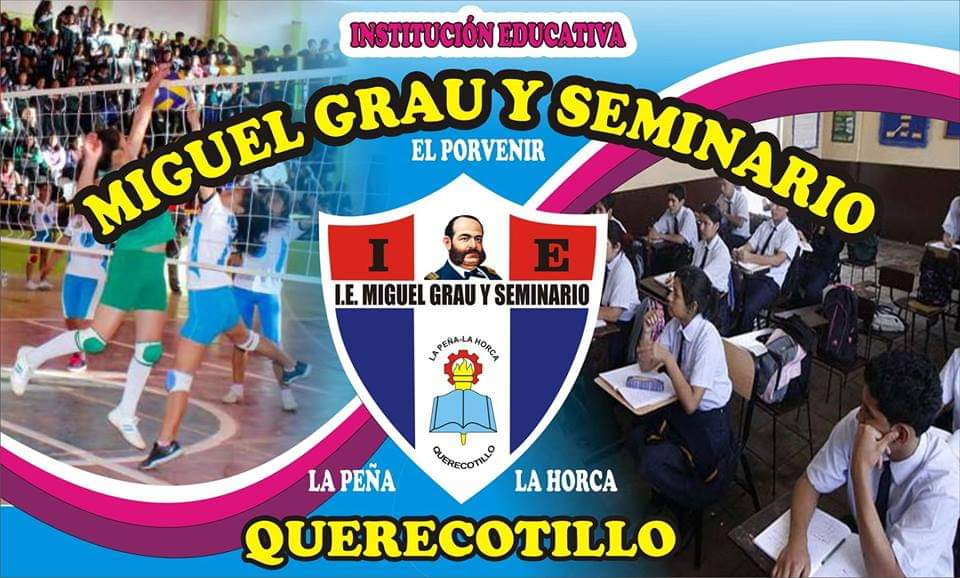 INSTITUCIÓN EDUCATIVA
MIGUEL GRAU Y SEMINARIO
EL PORVENIR
I E
I.E. MIGUEL GRAU Y SEMINARIO
LA PEÑA-LA HORCA
QUERECOTILLO
LA PEÑA LA HORCA
QUERECOTILLO